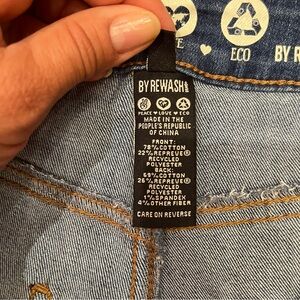 ECO
BY R
BY REWASH
PEACE ♥ LOVE ♥ ECO
MADE IN THE
PEOPLE'S REPUBLIC
OF CHINA
FRONT:
78% COTTON
22% REPREVE®
RECYCLED
POLYESTER
BACK:
69% COTTON
26% REPREVE®
RECYCLED
POLYESTER
1% SPANDEX
4% OTHER FIBER
CARE ON REVERSE